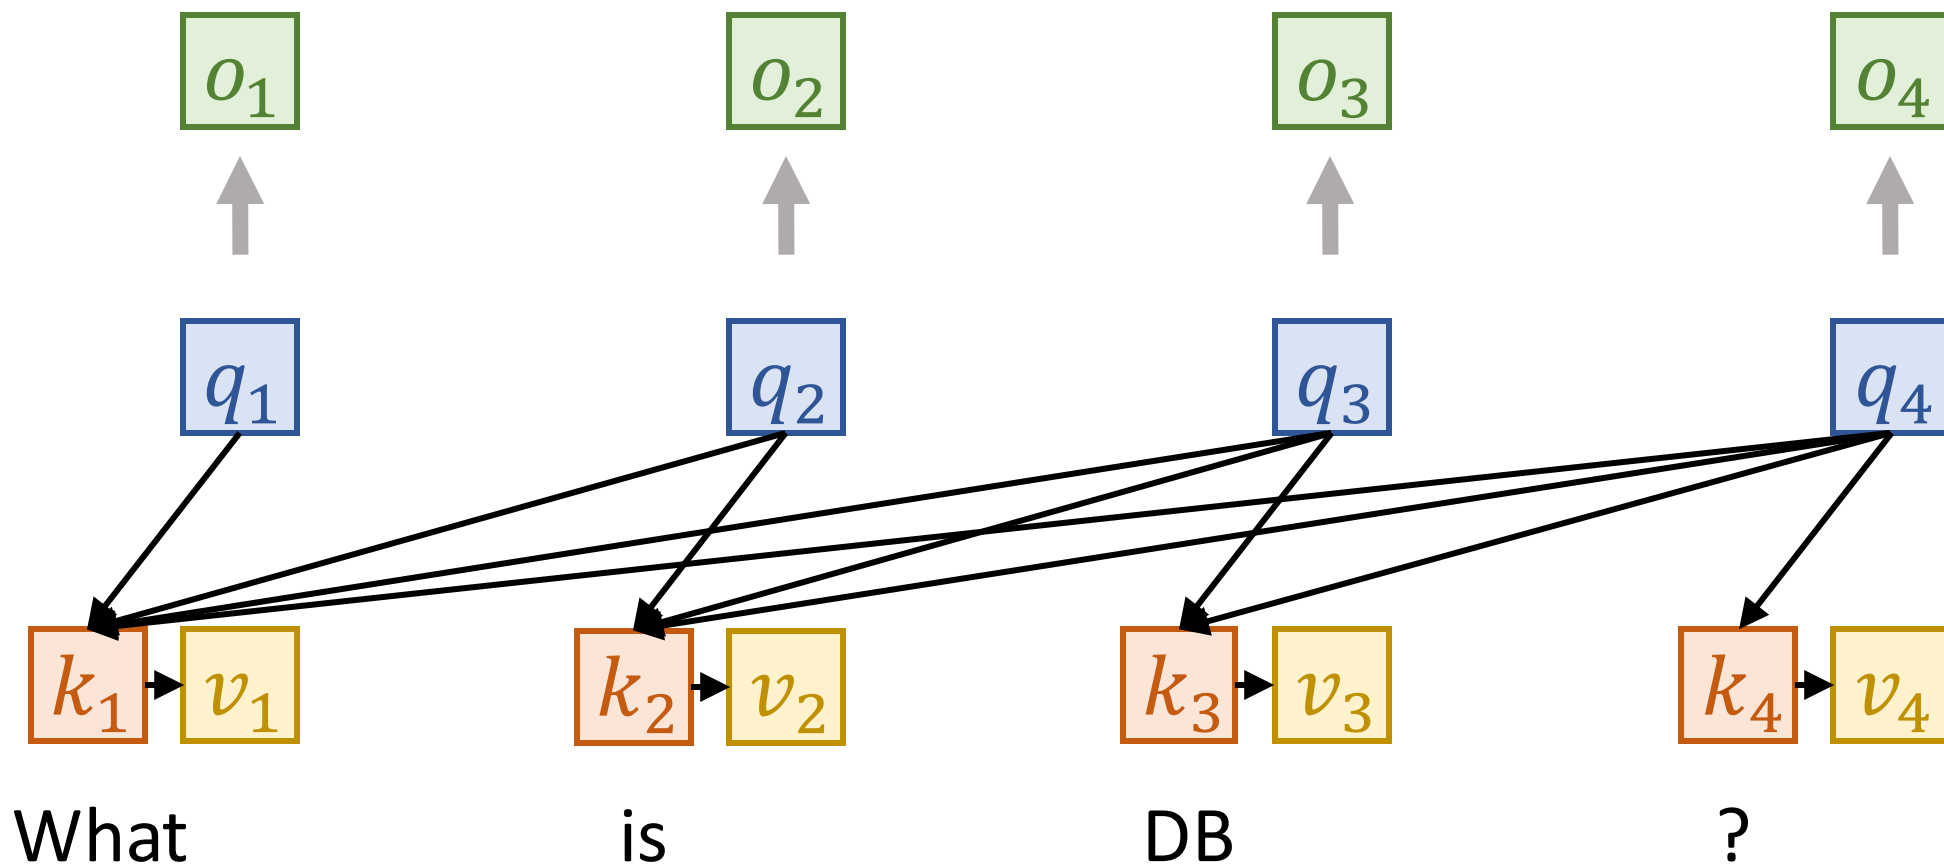 o₁ o₂ o₃ o₄
q₁ q₂ q₃ q₄
k₁ v₁ k₂ v₂ k₃ v₃ k₄ v₄
What is DB ?